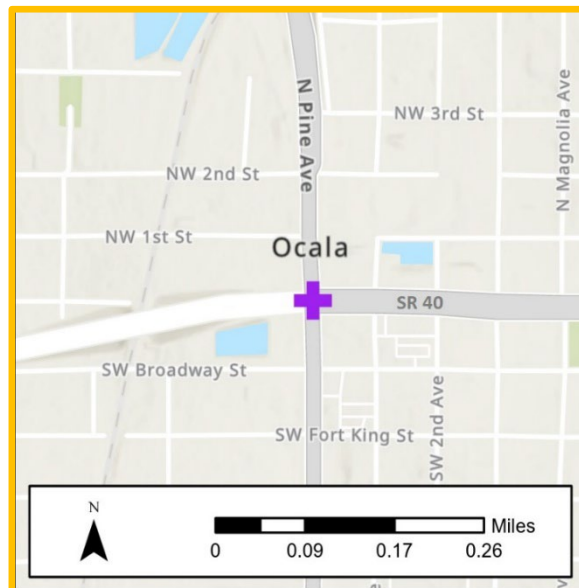 N Pine Ave
NW 3rd St
N Magnolia Ave
NW 2nd St
NW 1st St
Ocala
SR 40
SW Broadway St
SW 2nd Ave
SW Fort King St
N
Miles
0 0.09 0.17 0.26